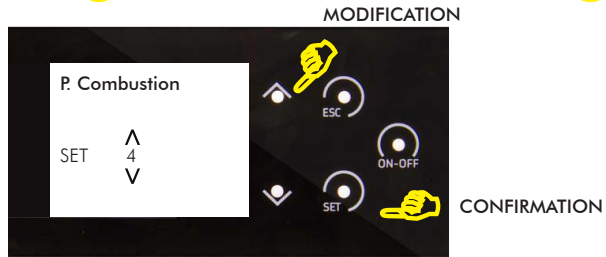 MODIFICATION
P. Combustion
ESC
SET 4
ON-OFF
SET
CONFIRMATION